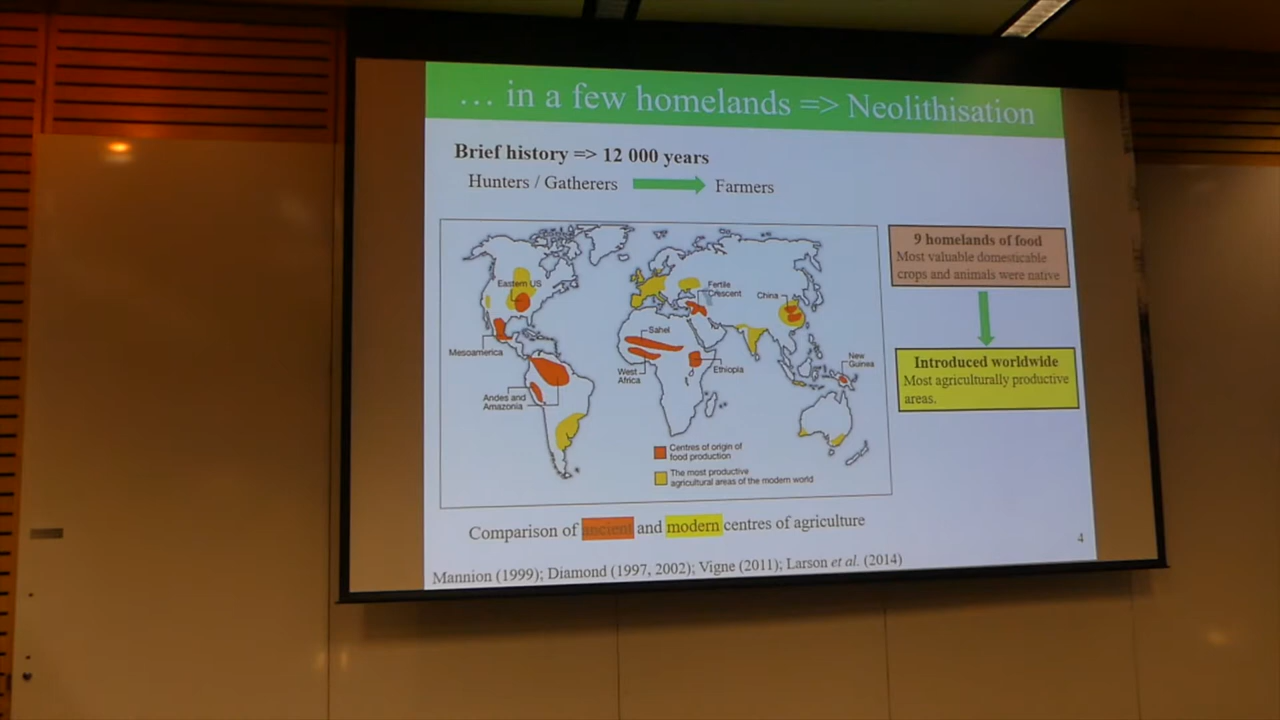 … in a few homelands => Neolithisation
Brief history => 12 000 years
Hunters / Gatherers
Farmers
Eastern US
Mesoamerica
Andes and
Amazonia
Sahel
West
Africa
Ethiopia
Fertile
Crescent
China
New
Guinea
Centres of origin of
food production
The most productive
agricultural areas of the modern world
9 homelands of food
Most valuable domesticable
crops and animals were native
Introduced worldwide
Most agriculturally productive
areas.
Comparison of ancient and modern centres of agriculture
Mannion (1999); Diamond (1997, 2002); Vigne (2011); Larson et al. (2014)
4